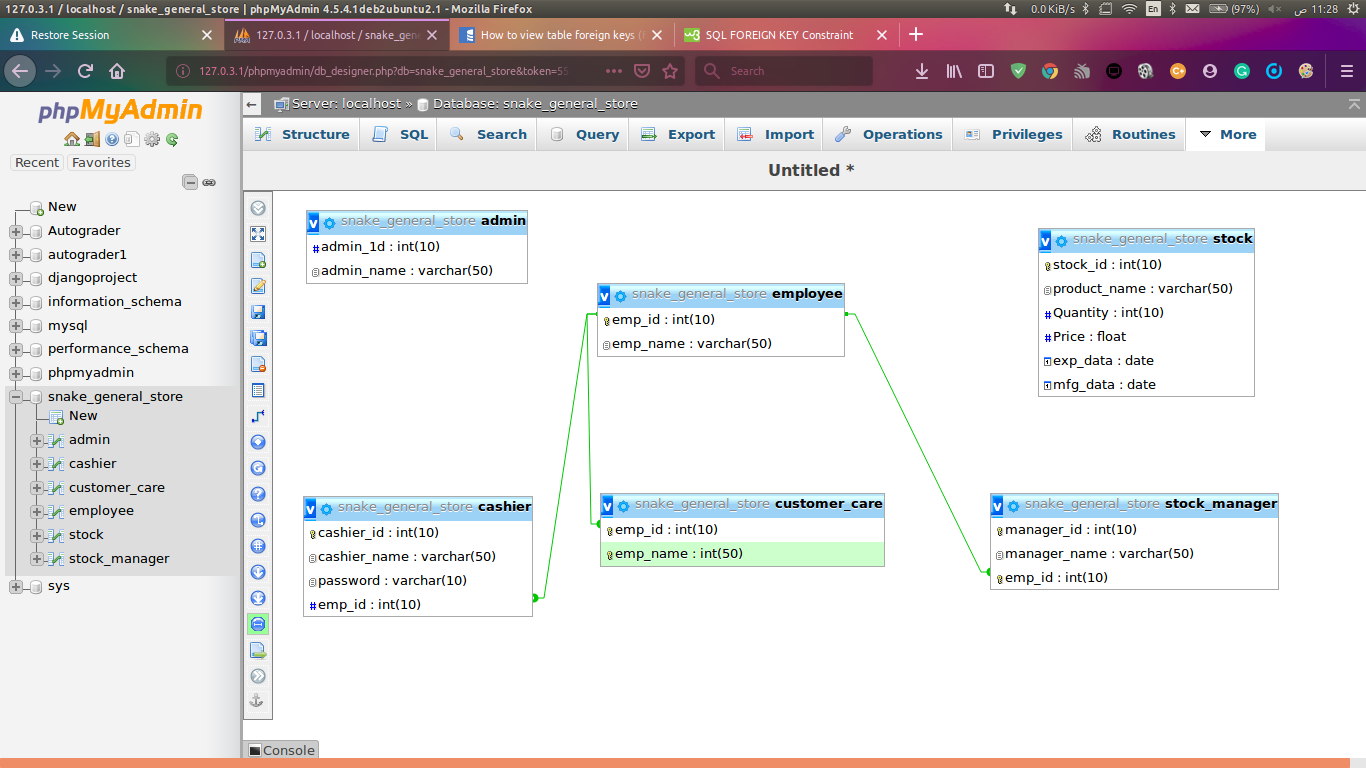 127.0.3.1 / localhost / snake_general_store | phpMyAdmin 4.5.4.1deb2ubuntu2.1 - Mozilla Firefox
0.0 KiB/s En (97%) 11:28 ص
Restore Session
127.0.3.1 / localhost / snake_gene
How to view table foreign keys (
SQL FOREIGN KEY Constraint
127.0.3.1/phpmyadmin/db_designer.php?db=snake_general_store&token=55
Search
phpMyAdmin
Recent Favorites
New
Autograder
autograder1
djangoproject
information_schema
mysql
performance_schema
phpmyadmin
snake_general_store
New
admin
cashier
customer_care
employee
stock
stock_manager
sys
Server: localhost » Database: snake_general_store
Structure SQL Search Query Export Import Operations Privileges Routines More
Untitled *
v snake_general_store admin
#admin_1d : int(10)
admin_name : varchar(50)
v snake_general_store employee
emp_id : int(10)
emp_name : varchar(50)
v snake_general_store stock
stock_id : int(10)
product_name : varchar(50)
#Quantity : int(10)
#Price : float
exp_data : date
mfg_data : date
v snake_general_store cashier
cashier_id : int(10)
cashier_name : varchar(50)
password : varchar(10)
#emp_id : int(10)
v snake_general_store customer_care
emp_id : int(10)
emp_name : int(50)
v snake_general_store stock_manager
manager_id : int(10)
manager_name : varchar(50)
emp_id : int(10)
Console